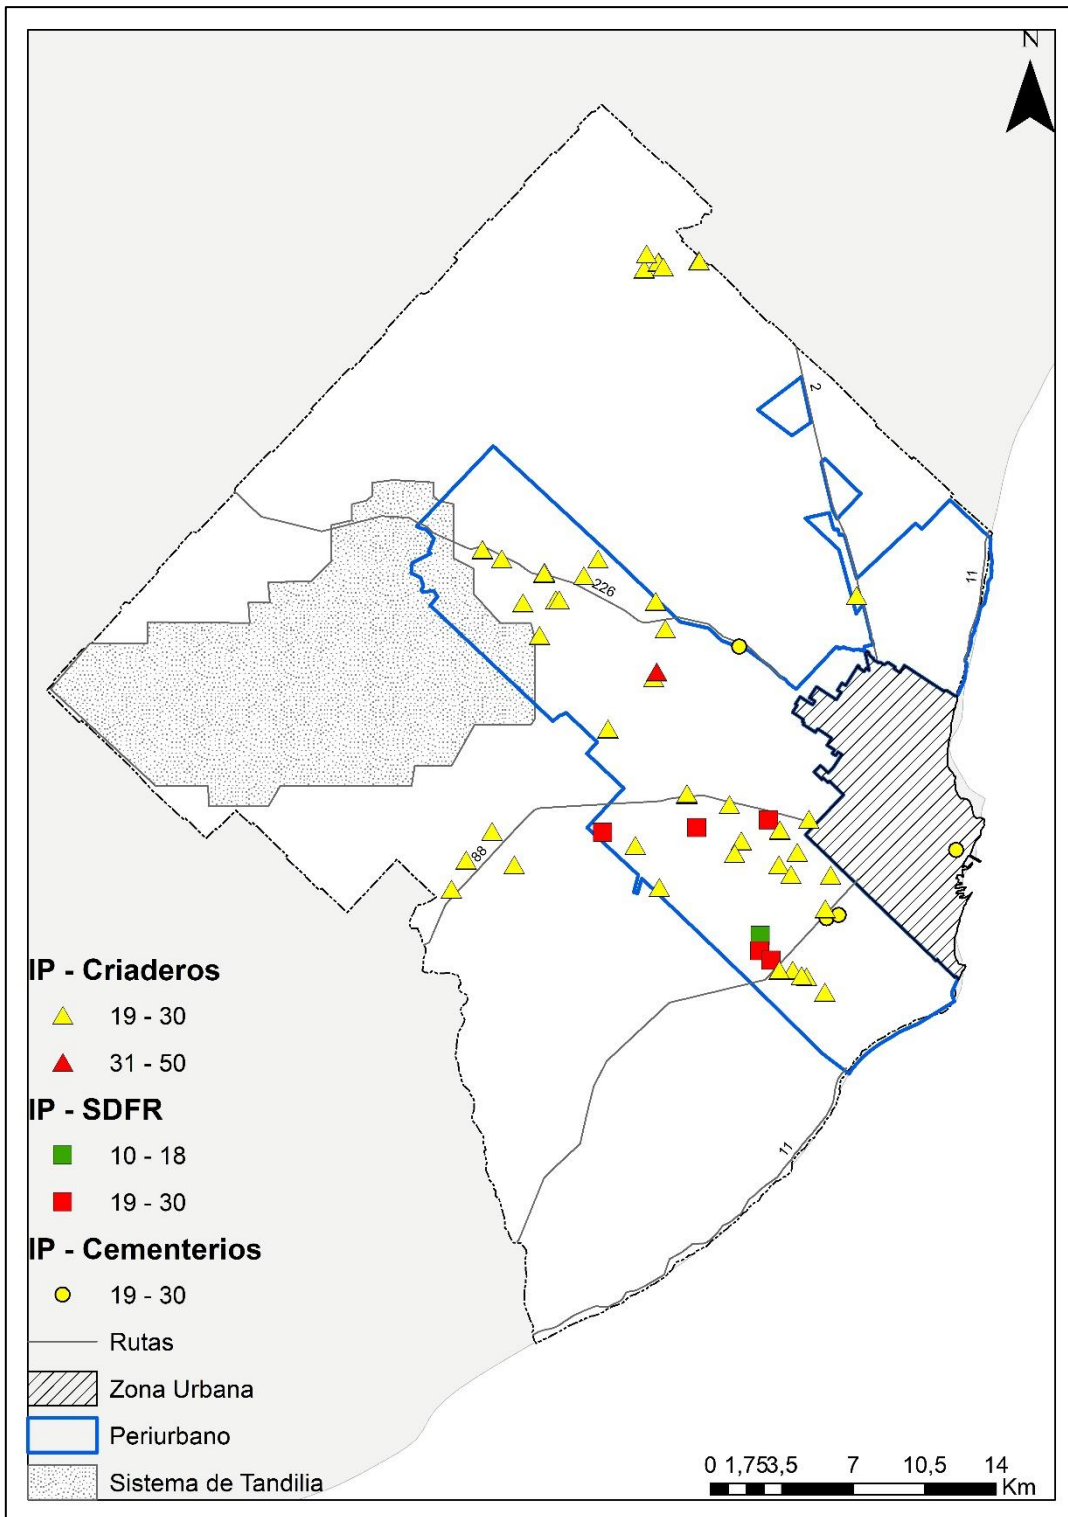 N
2
11
226
88
11
IP - Criaderos
19 - 30
31 - 50
IP - SDFR
10 - 18
19 - 30
IP - Cementerios
19 - 30
Rutas
Zona Urbana
Periurbano
Sistema de Tandilia
0 1,753,5 7 10,5 14
Km